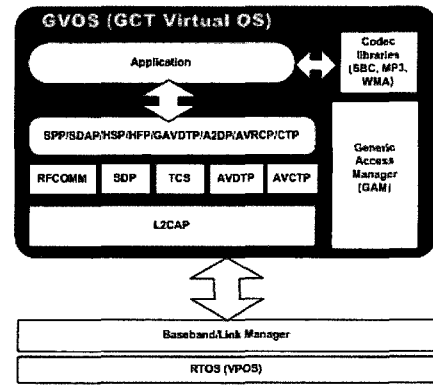 GVOS (GCT Virtual OS)
Application
Codec
libraries
(SBC, MP3,
WMA)
SPP/SDAP/HSP/HFP/GAVDTP/A2DP/AVRCP/CTP
RFCOMM
SDP
TCS
AVDTP
AVCTP
Generic
Access
Manager
(GAM)
L2CAP
Baseband/Link Manager
RTOS (VPOS)